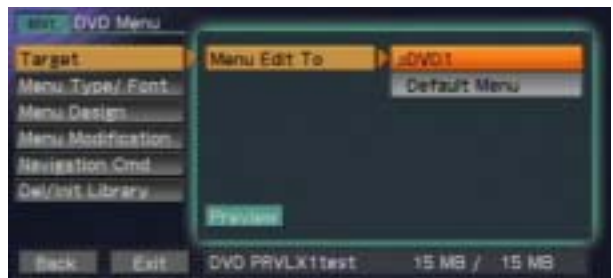 DVD Menu
Target
Menu Edit To
DVD1
Menu Type/ Font
Default Menu
Menu Design
Menu Modification
Navigation Cmd
Del/Init Library
Preview
Back
Exit
DVD PRVLX1test
15 MB / 15 MB